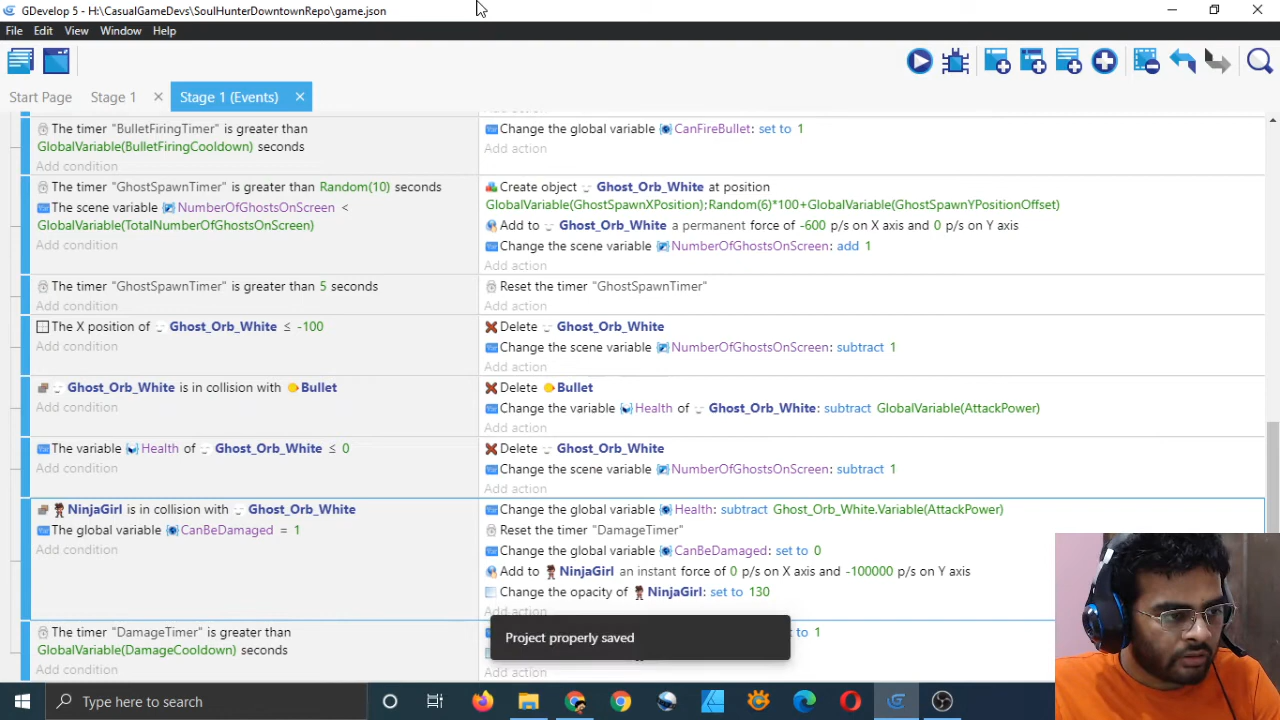 GDevelop 5 - H:\CasualGameDevs\SoulHunterDowntownRepo\game.json
File Edit View Window Help
Start Page Stage 1 × Stage 1 (Events) ×
The timer "BulletFiringTimer" is greater than
GlobalVariable(BulletFiringCooldown) seconds
Add condition
Change the global variable CanFireBullet: set to 1
Add action
The timer "GhostSpawnTimer" is greater than Random(10) seconds
The scene variable NumberOfGhostsOnScreen <
GlobalVariable(TotalNumberOfGhostsOnScreen)
Add condition
Create object Ghost_Orb_White at position
GlobalVariable(GhostSpawnXPosition);Random(6)*100+GlobalVariable(GhostSpawnYPositionOffset)
Add to Ghost_Orb_White a permanent force of -600 p/s on X axis and 0 p/s on Y axis
Change the scene variable NumberOfGhostsOnScreen: add 1
Add action
The timer "GhostSpawnTimer" is greater than 5 seconds
Add condition
Reset the timer "GhostSpawnTimer"
Add action
The X position of Ghost_Orb_White ≤ -100
Add condition
Delete Ghost_Orb_White
Change the scene variable NumberOfGhostsOnScreen: subtract 1
Add action
Ghost_Orb_White is in collision with Bullet
Add condition
Delete Bullet
Change the variable Health of Ghost_Orb_White: subtract GlobalVariable(AttackPower)
Add action
The variable Health of Ghost_Orb_White ≤ 0
Add condition
Delete Ghost_Orb_White
Change the scene variable NumberOfGhostsOnScreen: subtract 1
Add action
NinjaGirl is in collision with Ghost_Orb_White
The global variable CanBeDamaged = 1
Add condition
Change the global variable Health: subtract Ghost_Orb_White.Variable(AttackPower)
Reset the timer "DamageTimer"
Change the global variable CanBeDamaged: set to 0
Add to NinjaGirl an instant force of 0 p/s on X axis and -100000 p/s on Y axis
Change the opacity of NinjaGirl: set to 130
Add action
The timer "DamageTimer" is greater than
GlobalVariable(DamageCooldown) seconds
Add condition
to 1
Add action
Project properly saved
Type here to search